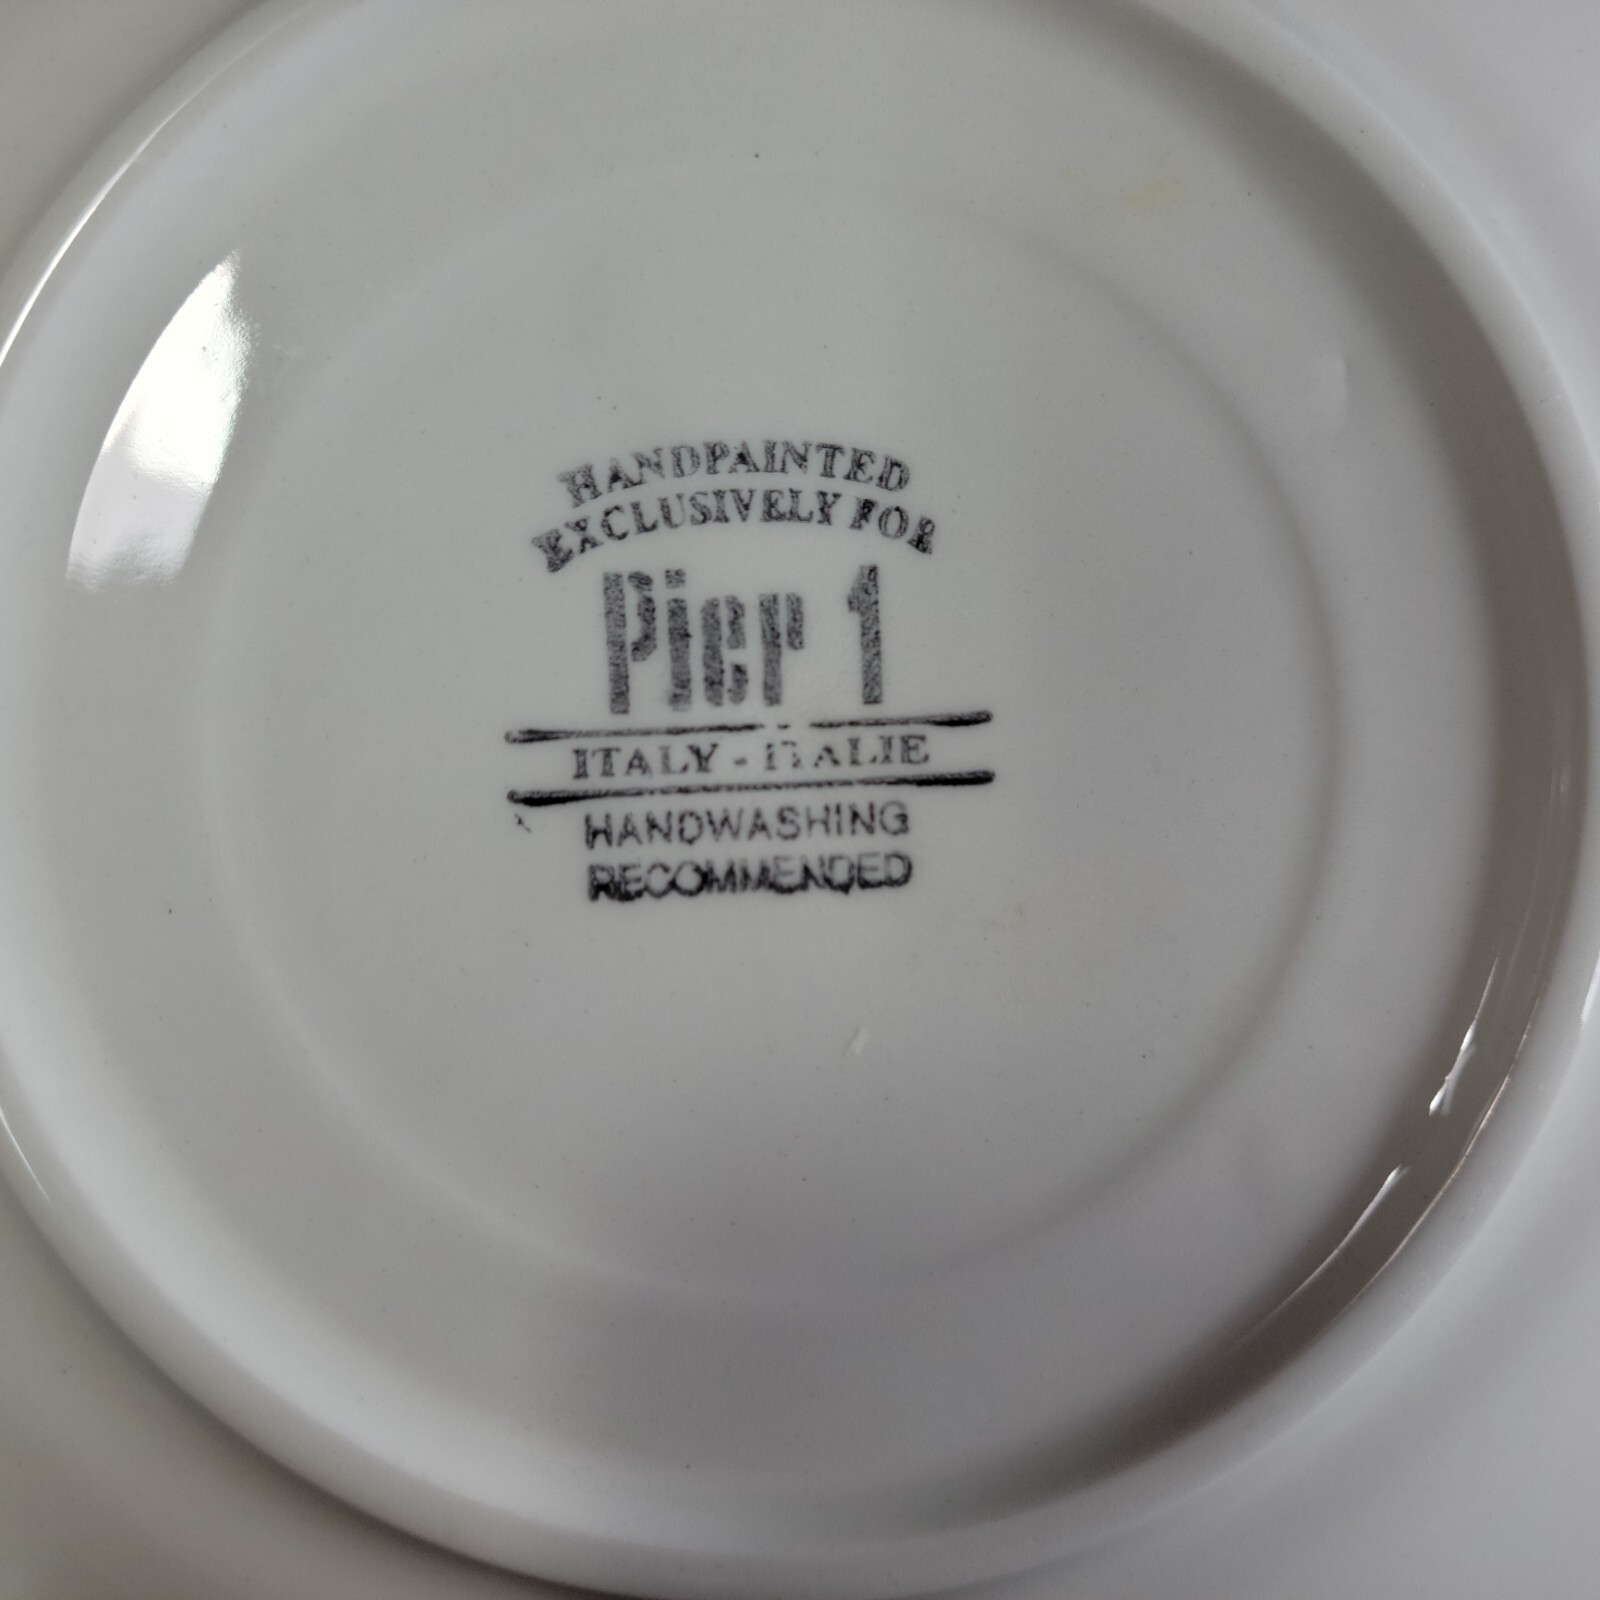 HANDPAINTED
EXCLUSIVELY FOR
Pier 1
ITALY - ITALIE
HANDWASHING
RECOMMENDED